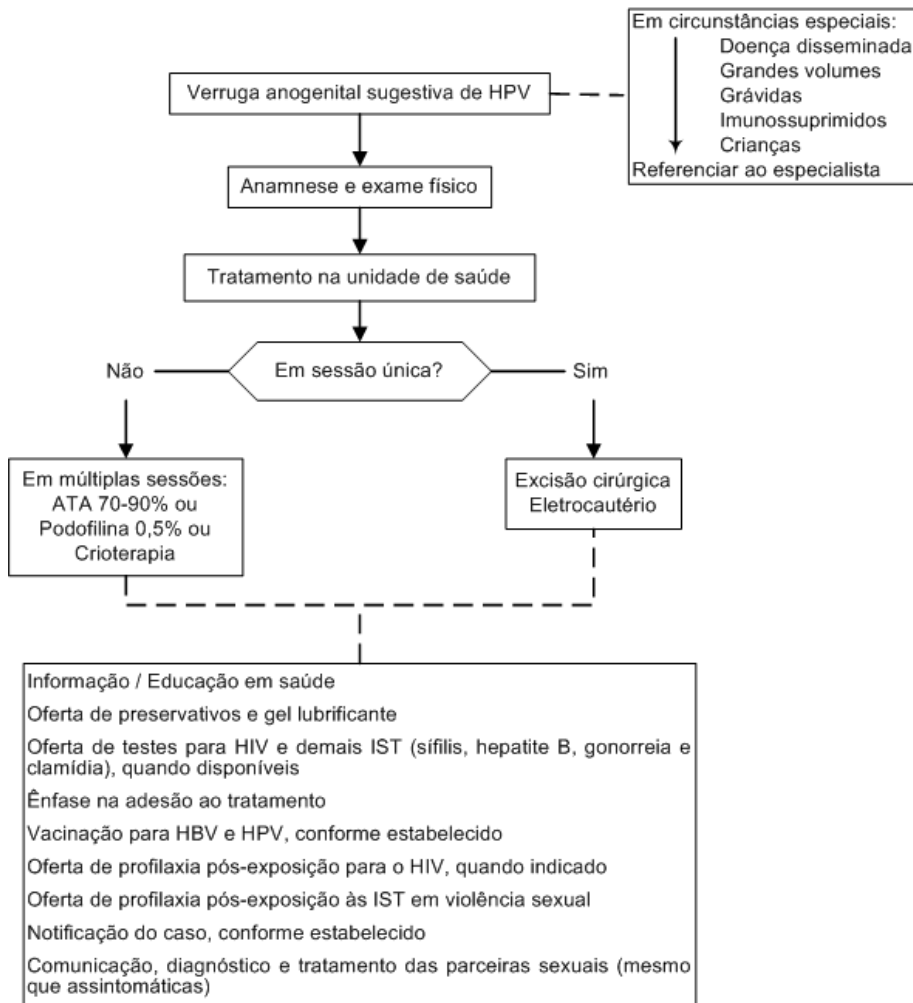 Em circunstâncias especiais:
Doença disseminada
Grandes volumes
Grávidas
Imunossuprimidos
Crianças
Referenciar ao especialista
Verruga anogenital sugestiva de HPV
Anamnese e exame físico
Tratamento na unidade de saúde
Em sessão única?
Não
Sim
Em múltiplas sessões:
ATA 70-90% ou
Podofilina 0,5% ou
Crioterapia
Excisão cirúrgica
Eletrocautério
Informação / Educação em saúde
Oferta de preservativos e gel lubrificante
Oferta de testes para HIV e demais IST (sífilis, hepatite B, gonorreia e
clamídia), quando disponíveis
Ênfase na adesão ao tratamento
Vacinação para HBV e HPV, conforme estabelecido
Oferta de profilaxia pós-exposição para o HIV, quando indicado
Oferta de profilaxia pós-exposição às IST em violência sexual
Notificação do caso, conforme estabelecido
Comunicação, diagnóstico e tratamento das parceiras sexuais (mesmo
que assintomáticas)